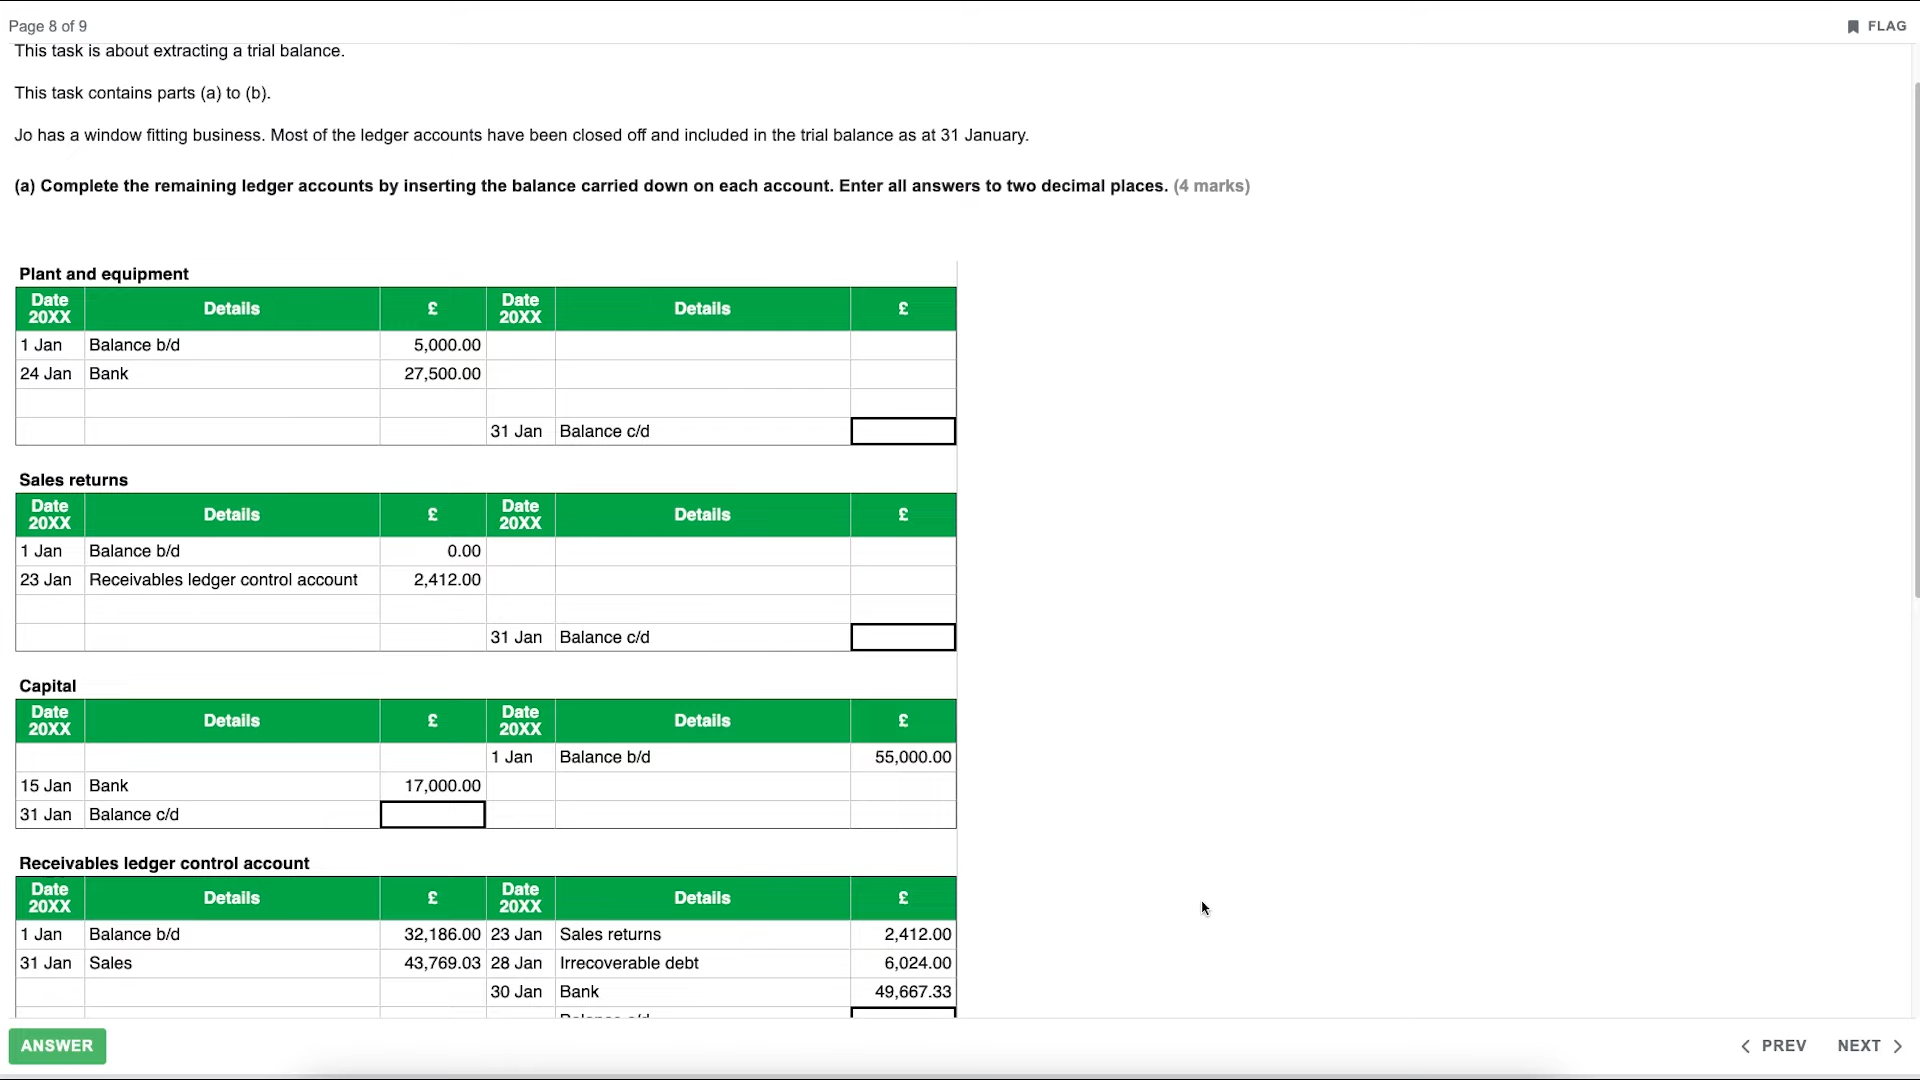 Page 8 of 9
FLAG
This task is about extracting a trial balance.
This task contains parts (a) to (b).
Jo has a window fitting business. Most of the ledger accounts have been closed off and included in the trial balance as at 31 January.
(a) Complete the remaining ledger accounts by inserting the balance carried down on each account. Enter all answers to two decimal places. (4 marks)
Plant and equipment
Date 20XX Details £ Date 20XX Details £
1 Jan Balance b/d 5,000.00
24 Jan Bank 27,500.00
31 Jan Balance c/d
Sales returns
Date 20XX Details £ Date 20XX Details £
1 Jan Balance b/d 0.00
23 Jan Receivables ledger control account 2,412.00
31 Jan Balance c/d
Capital
Date 20XX Details £ Date 20XX Details £
1 Jan Balance b/d 55,000.00
15 Jan Bank 17,000.00
31 Jan Balance c/d
Receivables ledger control account
Date 20XX Details £ Date 20XX Details £
1 Jan Balance b/d 32,186.00 23 Jan Sales returns 2,412.00
31 Jan Sales 43,769.03 28 Jan Irrecoverable debt 6,024.00
30 Jan Bank 49,667.33
ANSWER
PREV
NEXT